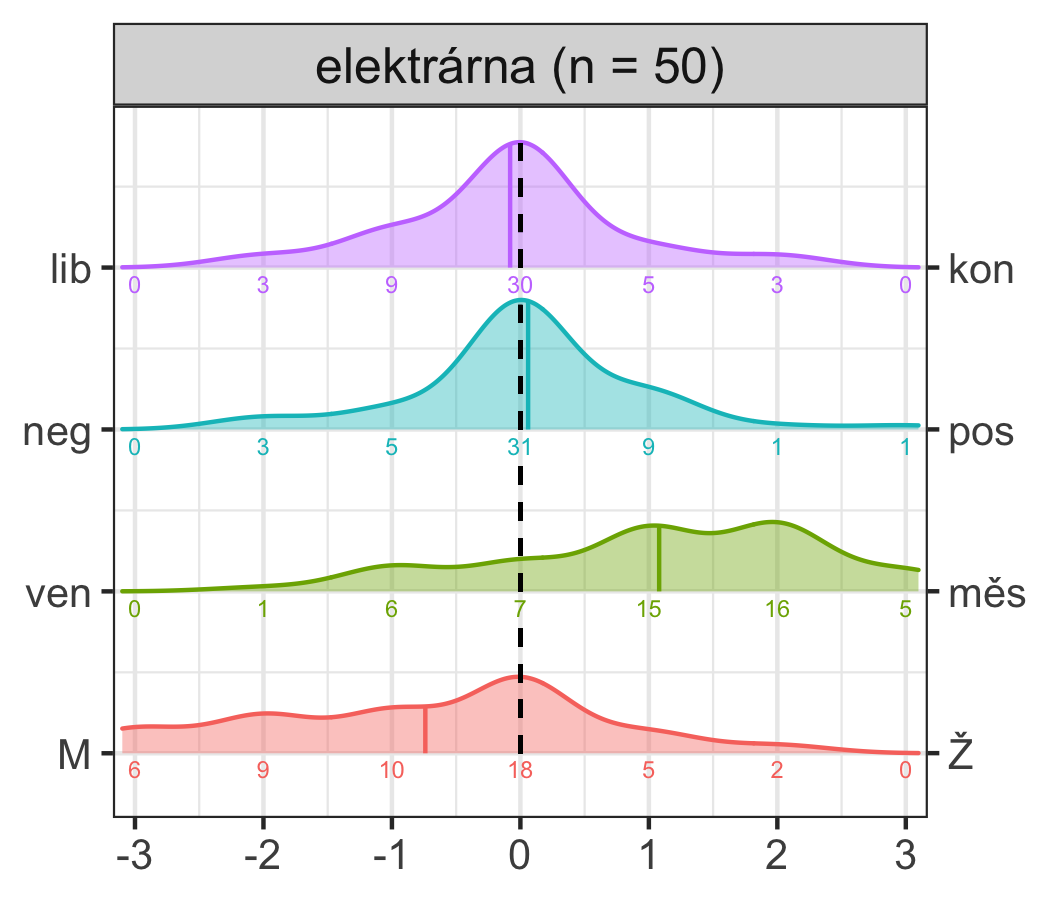 elektrárna (n = 50)
lib kon
0 3 9 30 5 3 0
neg pos
0 3 5 31 9 1 1
ven měs
0 1 6 7 15 16 5
M Ž
6 9 10 18 5 2 0
-3 -2 -1 0 1 2 3